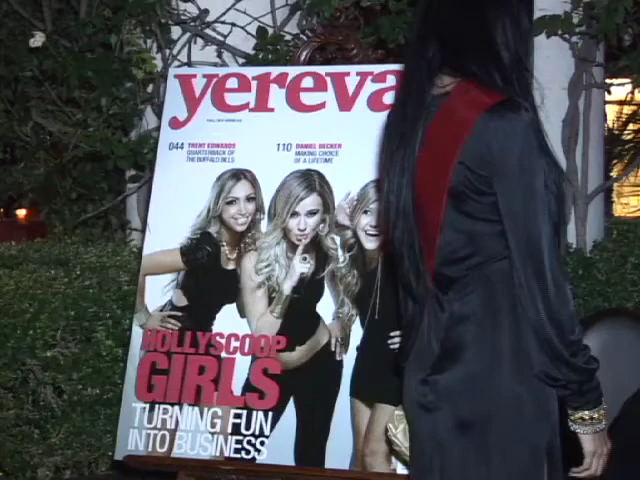 yereva
044 TRENT EDWARDS
QUARTERBACK OF
THE BUFFALO BILLS
110 DANIEL DECKER
MAKING CHOICE
OF A LIFETIME
HOLLYSCOOP
GIRLS
TURNING FUN
INTO BUSINESS